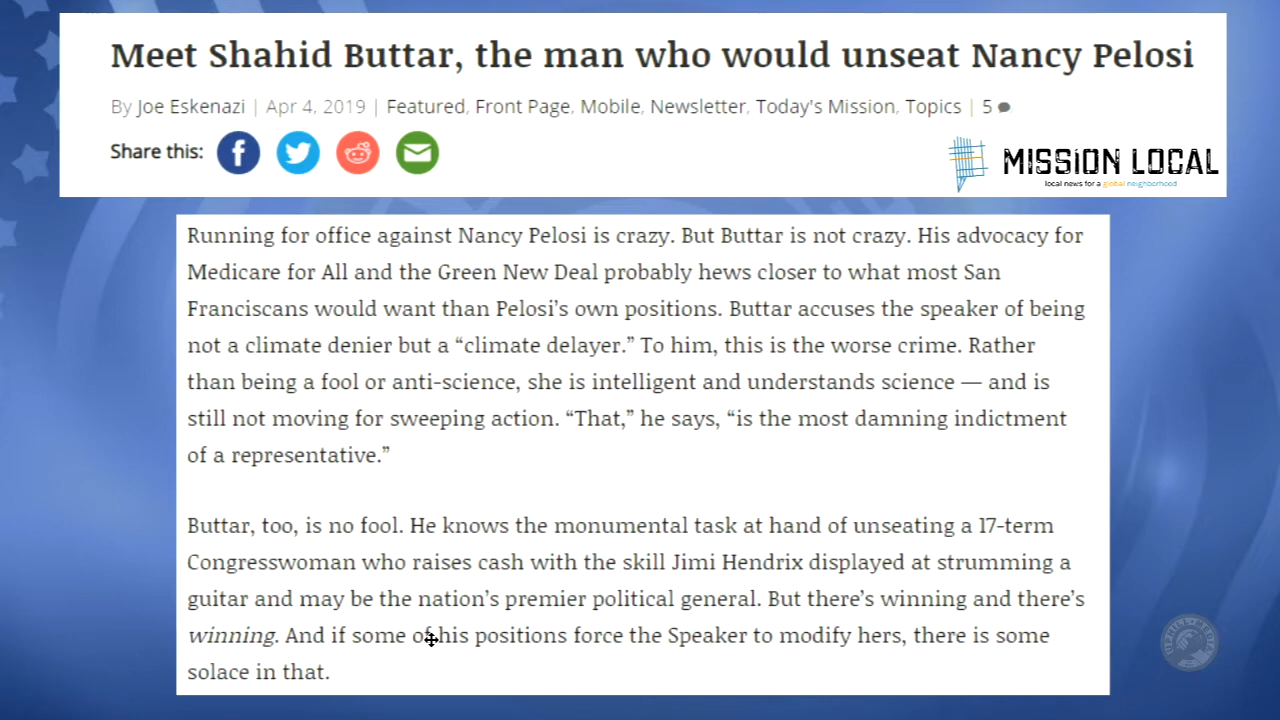 Meet Shahid Buttar, the man who would unseat Nancy Pelosi
By Joe Eskenazi | Apr 4, 2019 | Featured, Front Page, Mobile, Newsletter, Today's Mission, Topics | 5
Share this:
MISSION LOCAL
local news for a global neighborhood
Running for office against Nancy Pelosi is crazy. But Buttar is not crazy. His advocacy for
Medicare for All and the Green New Deal probably hews closer to what most San
Franciscans would want than Pelosi’s own positions. Buttar accuses the speaker of being
not a climate denier but a “climate delayer.” To him, this is the worse crime. Rather
than being a fool or anti-science, she is intelligent and understands science — and is
still not moving for sweeping action. “That,” he says, “is the most damning indictment
of a representative.”
Buttar, too, is no fool. He knows the monumental task at hand of unseating a 17-term
Congresswoman who raises cash with the skill Jimi Hendrix displayed at strumming a
guitar and may be the nation’s premier political general. But there’s winning and there’s
winning. And if some of his positions force the Speaker to modify hers, there is some
solace in that.